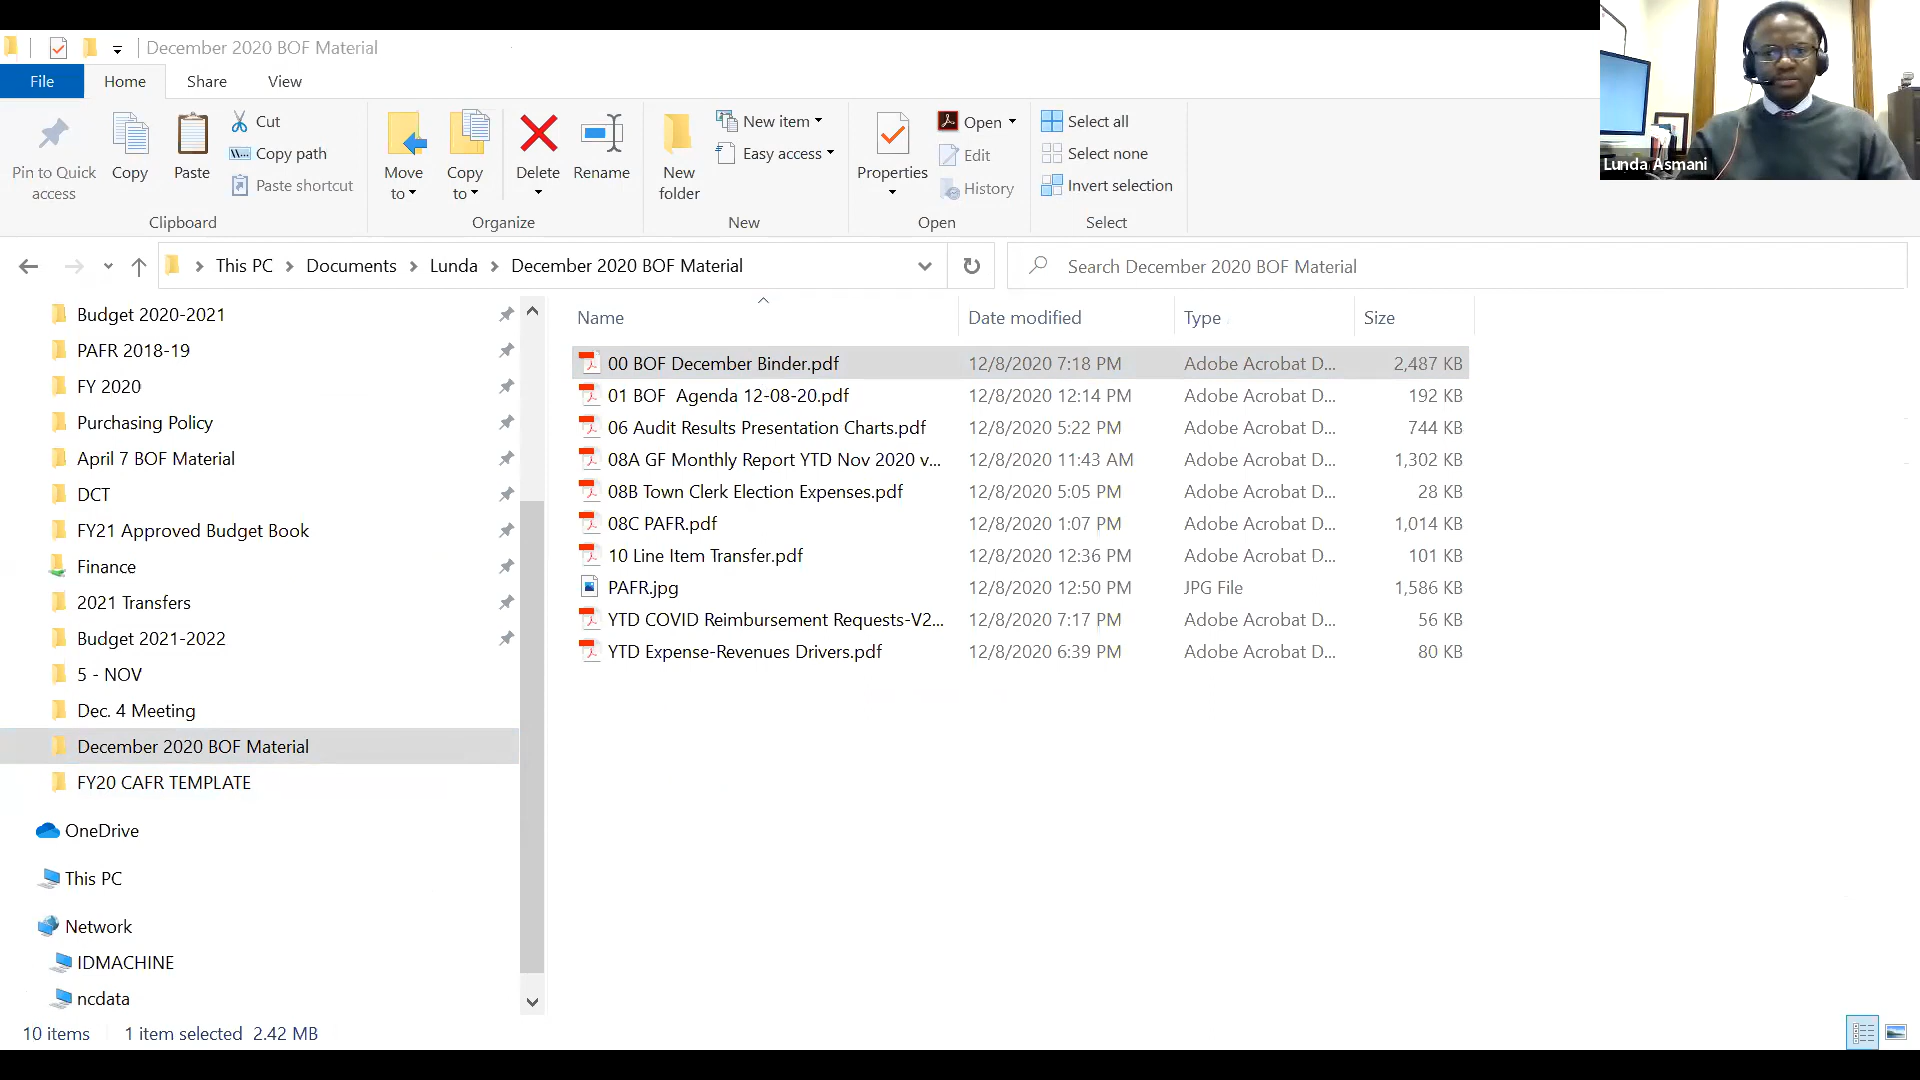 December 2020 BOF Material
File Home Share View
Pin to Quick access
Copy
Paste
Cut
Copy path
Paste shortcut
Clipboard
Move to
Copy to
Delete
Rename
Organize
New folder
New item
Easy access
New
Properties
Open
Edit
History
Open
Select all
Select none
Invert selection
Select
Lunda Asmani
This PC Documents Lunda December 2020 BOF Material
Search December 2020 BOF Material
Budget 2020-2021
PAFR 2018-19
FY 2020
Purchasing Policy
April 7 BOF Material
DCT
FY21 Approved Budget Book
Finance
2021 Transfers
Budget 2021-2022
5 - NOV
Dec. 4 Meeting
December 2020 BOF Material
FY20 CAFR TEMPLATE
OneDrive
This PC
Network
IDMACHINE
ncdata
Name Date modified Type Size
00 BOF December Binder.pdf 12/8/2020 7:18 PM Adobe Acrobat D... 2,487 KB
01 BOF  Agenda 12-08-20.pdf 12/8/2020 12:14 PM Adobe Acrobat D... 192 KB
06 Audit Results Presentation Charts.pdf 12/8/2020 5:22 PM Adobe Acrobat D... 744 KB
08A GF Monthly Report YTD Nov 2020 v... 12/8/2020 11:43 AM Adobe Acrobat D... 1,302 KB
08B Town Clerk Election Expenses.pdf 12/8/2020 5:05 PM Adobe Acrobat D... 28 KB
08C PAFR.pdf 12/8/2020 1:07 PM Adobe Acrobat D... 1,014 KB
10 Line Item Transfer.pdf 12/8/2020 12:36 PM Adobe Acrobat D... 101 KB
PAFR.jpg 12/8/2020 12:50 PM JPG File 1,586 KB
YTD COVID Reimbursement Requests-V2... 12/8/2020 7:17 PM Adobe Acrobat D... 56 KB
YTD Expense-Revenues Drivers.pdf 12/8/2020 6:39 PM Adobe Acrobat D... 80 KB
10 items 1 item selected 2.42 MB